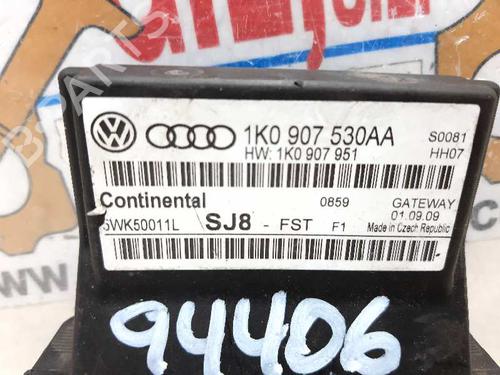 1K0 907 530AA S0081
HW: 1K0 907 951 HH07
Continental 0859 GATEWAY
5WK50011L SJ8 - FST F1 01.09.09
Made in Czech Republic
94406